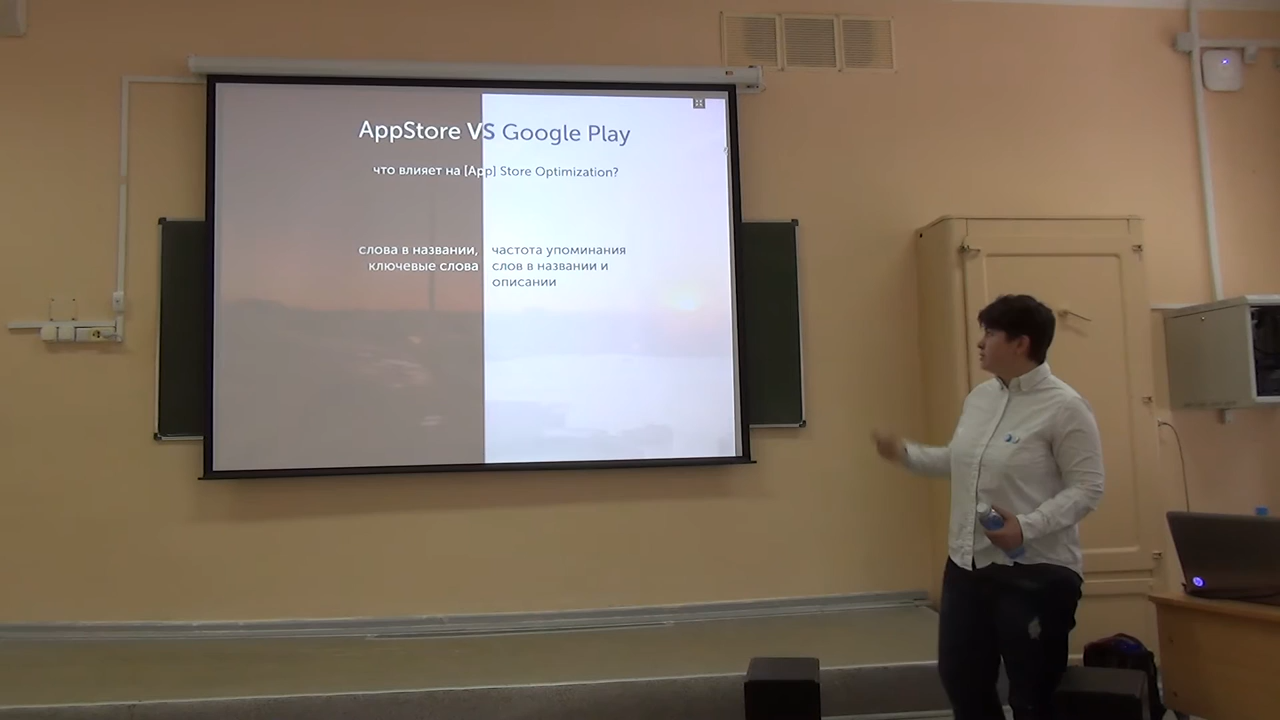 AppStore VS Google Play
что влияет на [App] Store Optimization?
слова в названии,
ключевые слова
частота упоминания
слов в названии и
описании